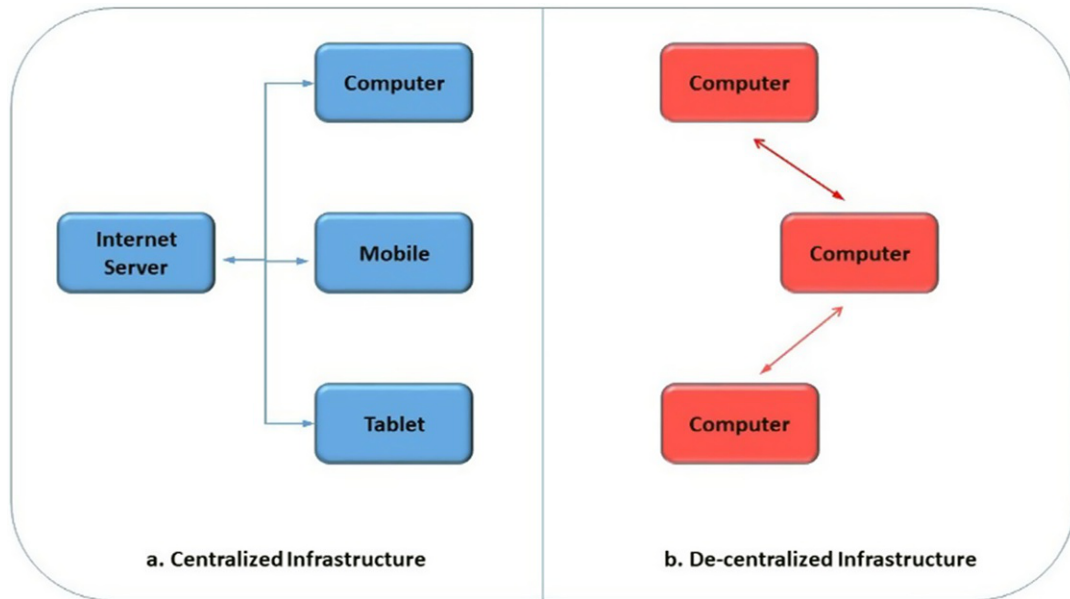 Computer
Internet
Server
Mobile
Tablet
a. Centralized Infrastructure
Computer
Computer
Computer
b. De-centralized Infrastructure